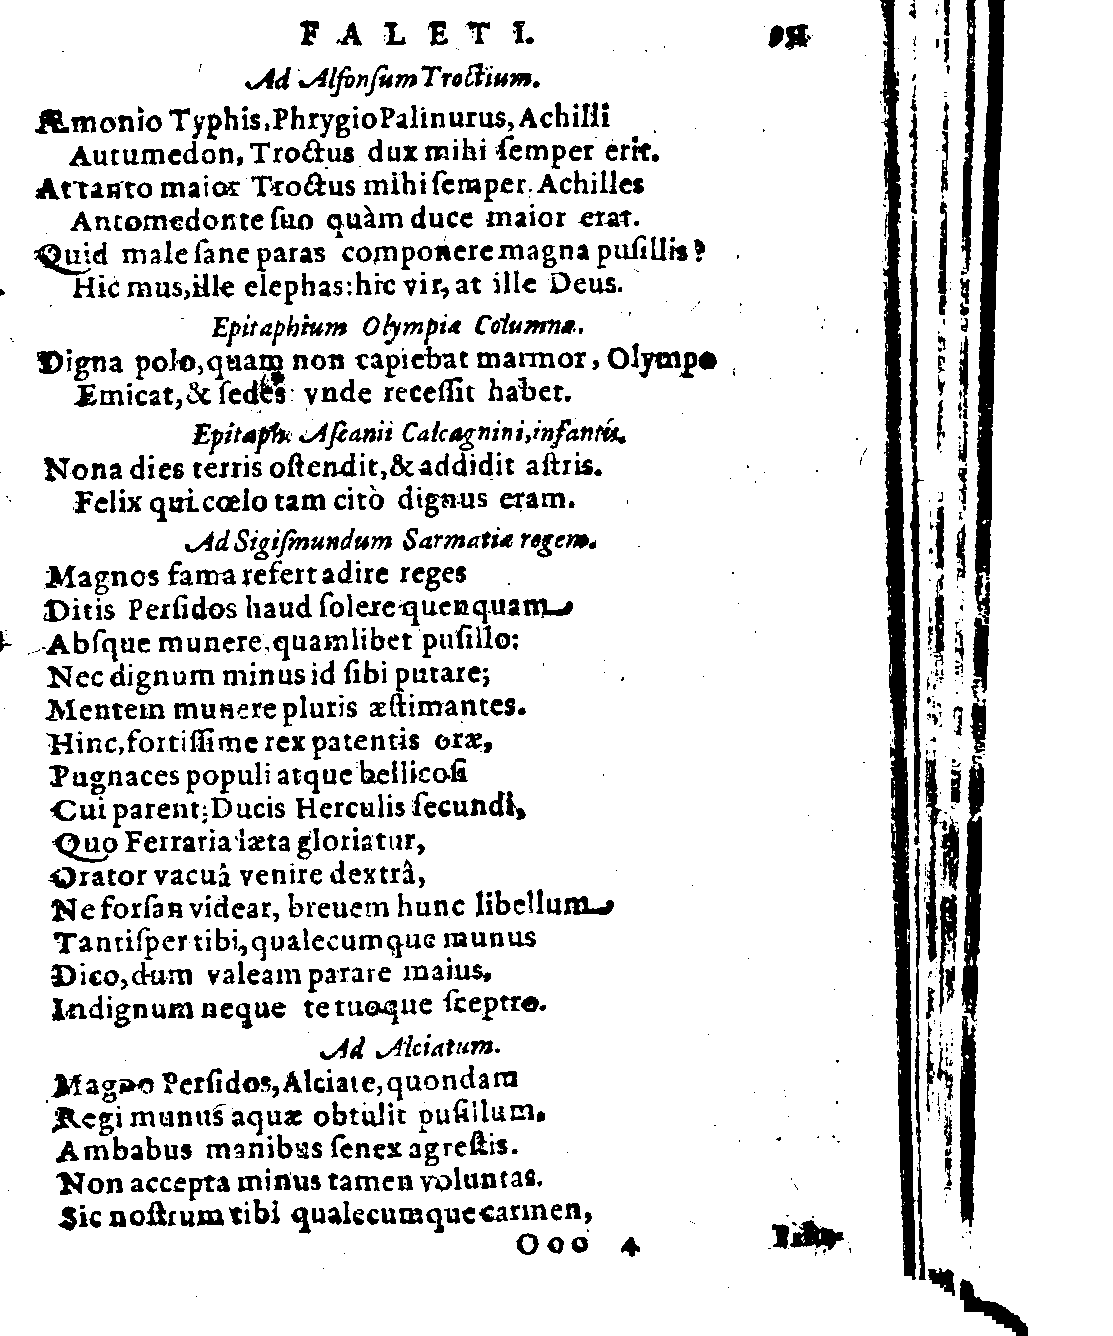 FALETI.
Ad Alfonſum Troctium.
Æmonio Typhis, Phrygio Palinurus, Achilli
Autumedon, Troctus dux mihi ſemper erit.
At tanto maior Troctus mihi ſemper, Achilles
Antomedonte ſuo quàm duce maior erat.
Quid male ſane paras componere magna puſillis?
Hic mus, ille elephas: hic vir, at ille Deus.
Epitaphium Olympiæ Columnæ.
Digna polo, quam non capiebat marmor, Olympo
Emicat, & ſedes vnde receſſit habet.
Epitaph. Aſcanii Calcagnini, infantis.
Nona dies terris oſtendit, & addidit aſtris.
Felix qui cœlo tam citò dignus eram.
Ad Sigiſmundum Sarmatiæ regem.
Magnos fama refert adire reges
Ditis Perſidos haud ſolere quenquam
Abſque munere, quamlibet puſillo:
Nec dignum minus id ſibi putare;
Mentem munere pluris æſtimantes.
Hinc, fortiſſime rex patentis oræ,
Pugnaces populi atque bellicoſi
Cui parent; Ducis Herculis ſecundi,
Quo Ferraria læta gloriatur,
Orator vacuâ venire dextrâ,
Ne forſan videar, breuem hunc libellum
Tantiſper tibi, qualecumque munus
Dico, dum valeam parare maius,
Indignum neque te tuoque ſceptro.
Ad Alciatum.
Magno Perſidos, Alciate, quondam
Regi munus aquæ obtulit puſillum,
Ambabus manibus ſenex agreſtis.
Non accepta minus tamen voluntas.
Sic noſtrum tibi qualecumque carmen,
Ooo 4